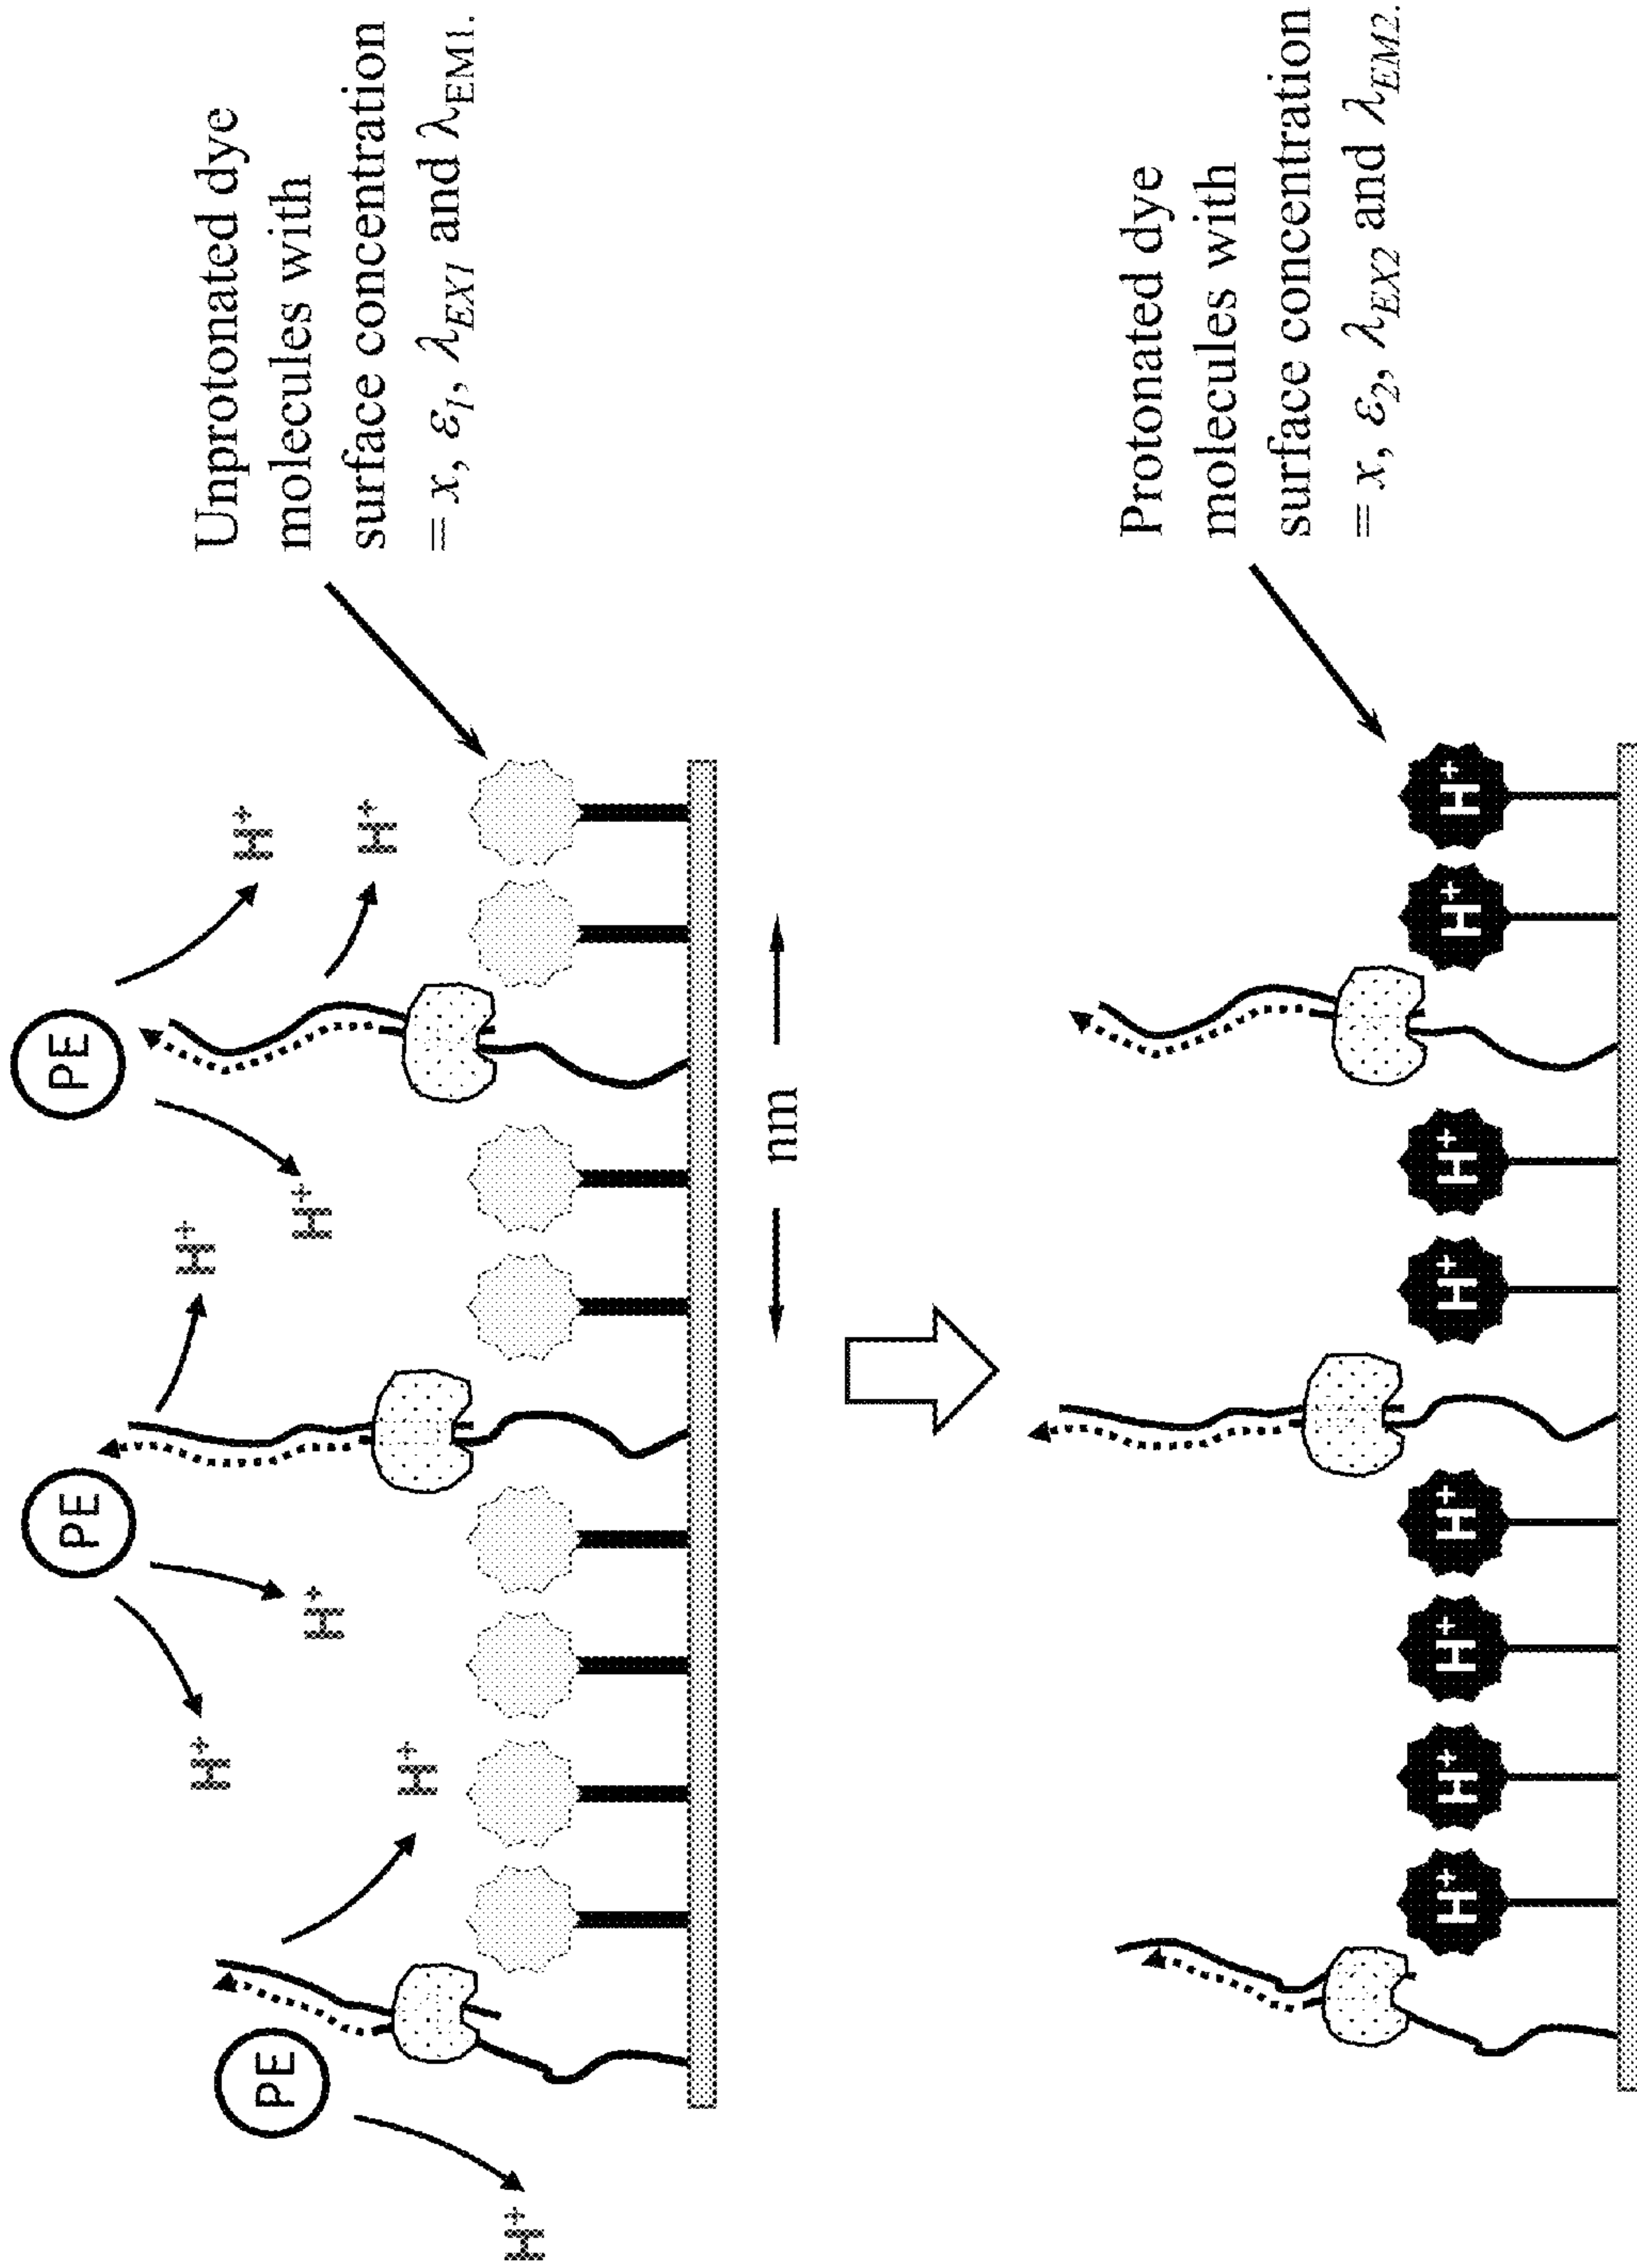 PE
PE
PE
H⁺
H⁺
H⁺
H⁺
H⁺
H⁺
H⁺
H⁺
Unprotonated dye
molecules with
surface concentration
= x, ε₁, λEX1 and λEM1.
nm
H⁺
H⁺
H⁺
H⁺
H⁺
H⁺
H⁺
H⁺
Protonated dye
molecules with
surface concentration
= x, ε₂, λEX2 and λEM2.